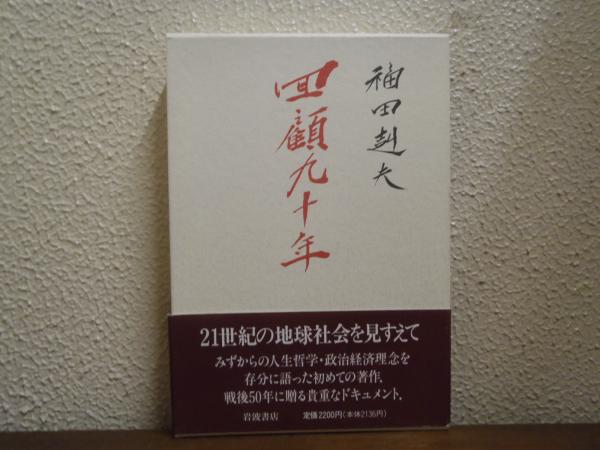 福田赳夫
回顧九十年
21世紀の地球社会を見すえて
みずからの人生哲学・政治経済理念を
存分に語った初めての著作.
戦後50年に贈る貴重なドキュメント.
岩波書店 定価2200円(本体2136円)